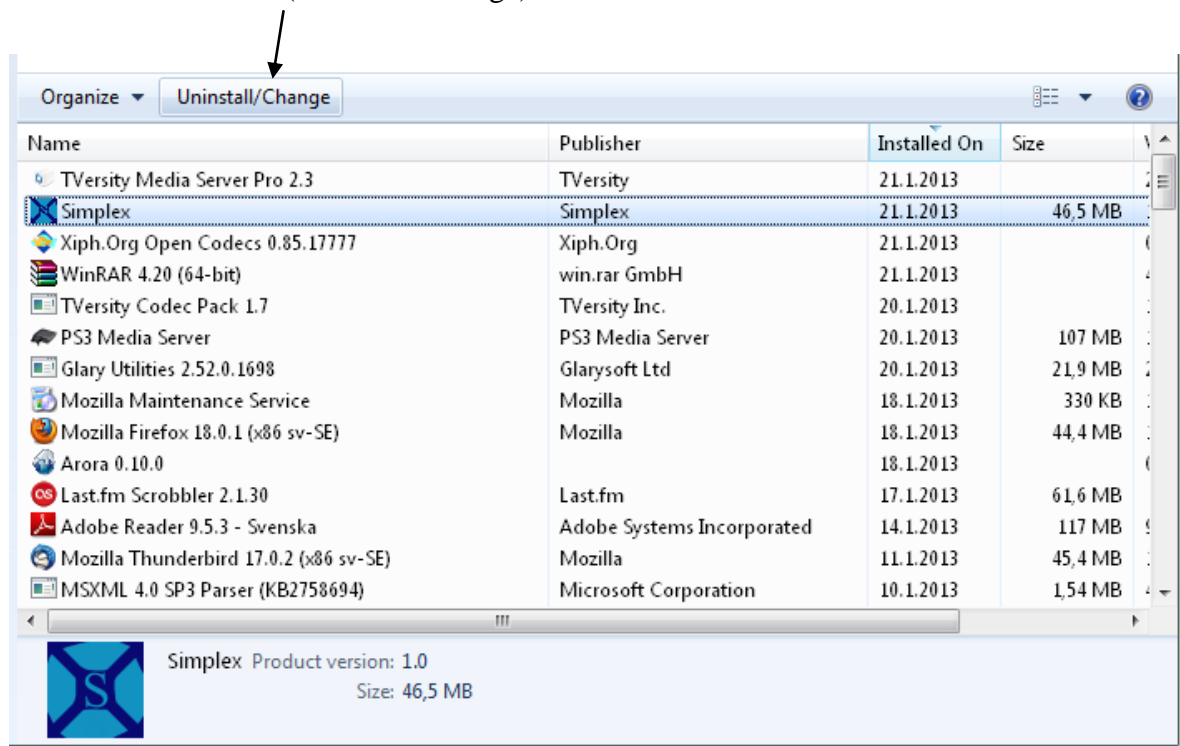 Organize Uninstall/Change
Name Publisher Installed On Size
TVersity Media Server Pro 2.3 TVersity 21.1.2013
Simplex Simplex 21.1.2013 46,5 MB
Xiph.Org Open Codecs 0.85.17777 Xiph.Org 21.1.2013
WinRAR 4.20 (64-bit) win.rar GmbH 21.1.2013
TVersity Codec Pack 1.7 TVersity Inc. 20.1.2013
PS3 Media Server PS3 Media Server 20.1.2013 107 MB
Glary Utilities 2.52.0.1698 Glarysoft Ltd 20.1.2013 21,9 MB
Mozilla Maintenance Service Mozilla 18.1.2013 330 KB
Mozilla Firefox 18.0.1 (x86 sv-SE) Mozilla 18.1.2013 44,4 MB
Arora 0.10.0 18.1.2013
Last.fm Scrobbler 2.1.30 Last.fm 17.1.2013 61,6 MB
Adobe Reader 9.5.3 - Svenska Adobe Systems Incorporated 14.1.2013 117 MB
Mozilla Thunderbird 17.0.2 (x86 sv-SE) Mozilla 11.1.2013 45,4 MB
MSXML 4.0 SP3 Parser (KB2758694) Microsoft Corporation 10.1.2013 1,54 MB
Simplex Product version: 1.0
S Size: 46,5 MB